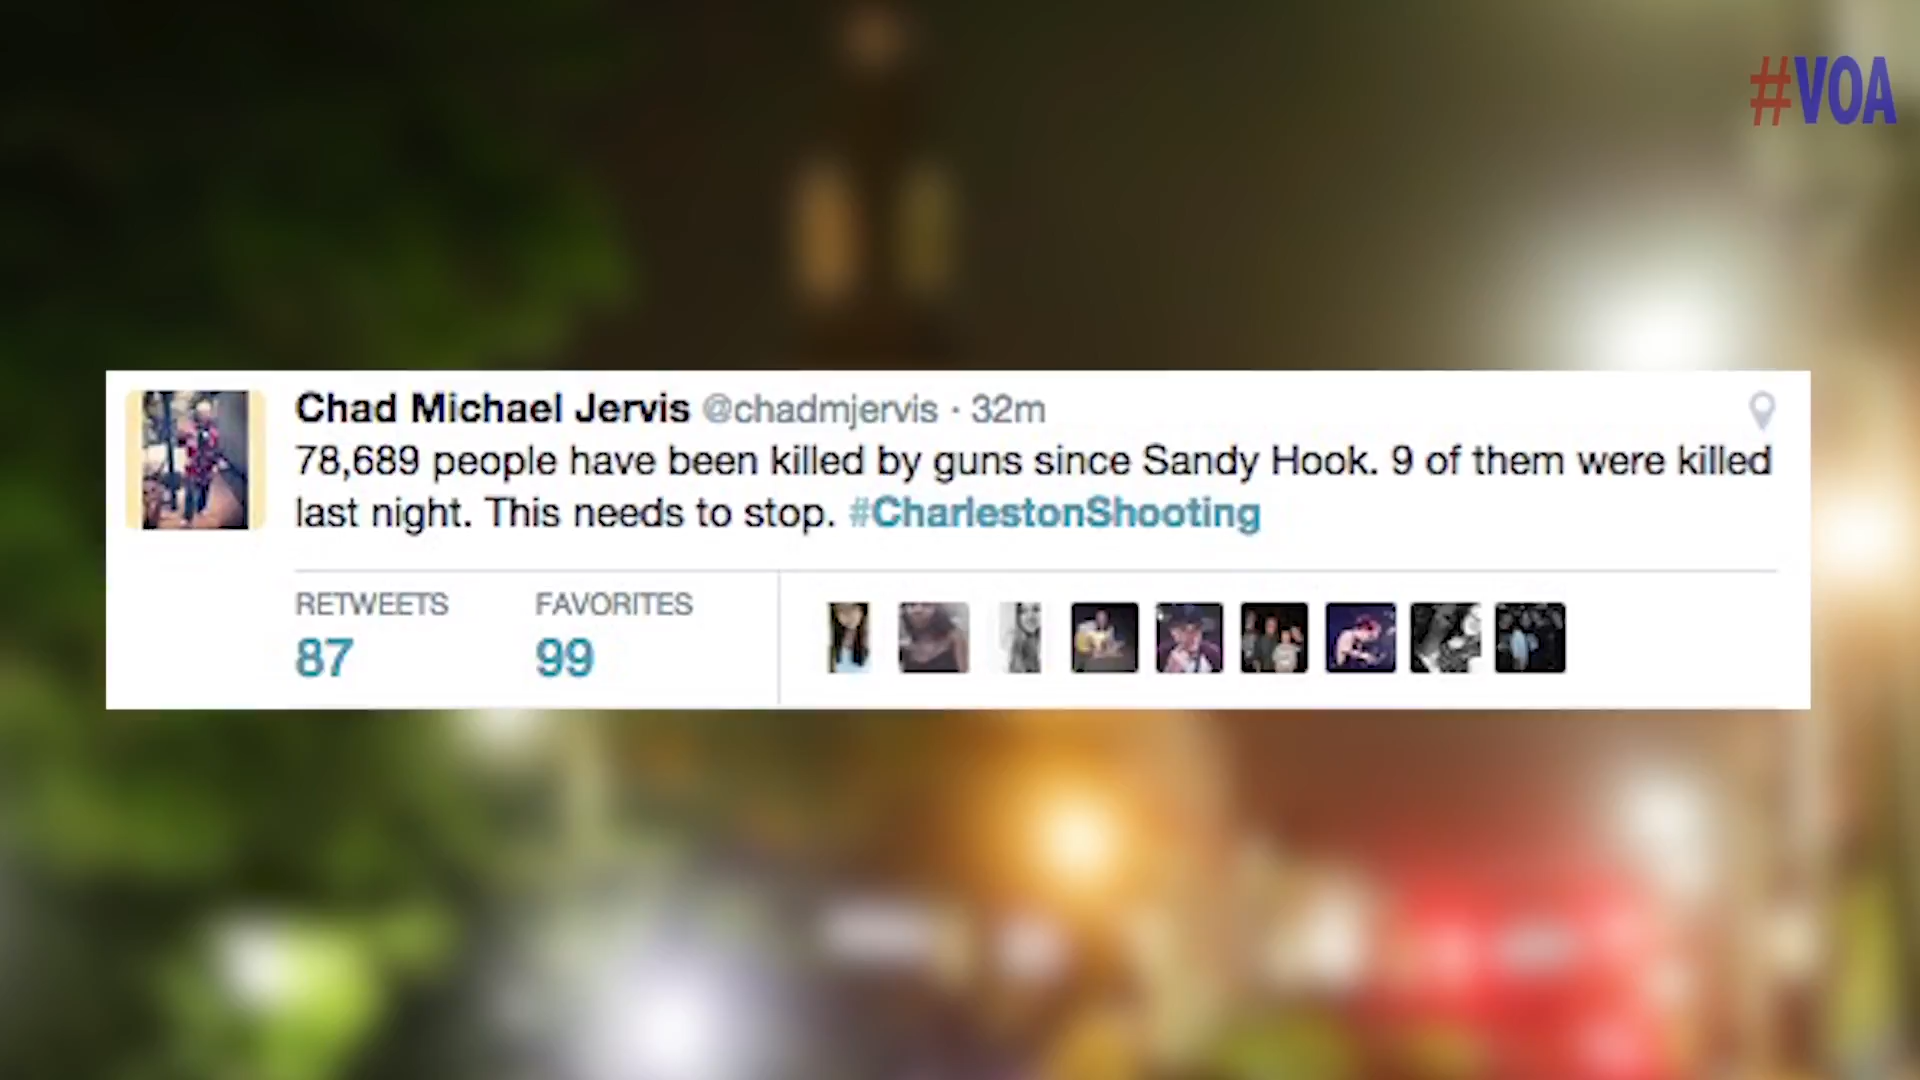 #VOA
Chad Michael Jervis @chadmjervis · 32m
78,689 people have been killed by guns since Sandy Hook. 9 of them were killed
last night. This needs to stop. #CharlestonShooting
RETWEETS FAVORITES
87 99